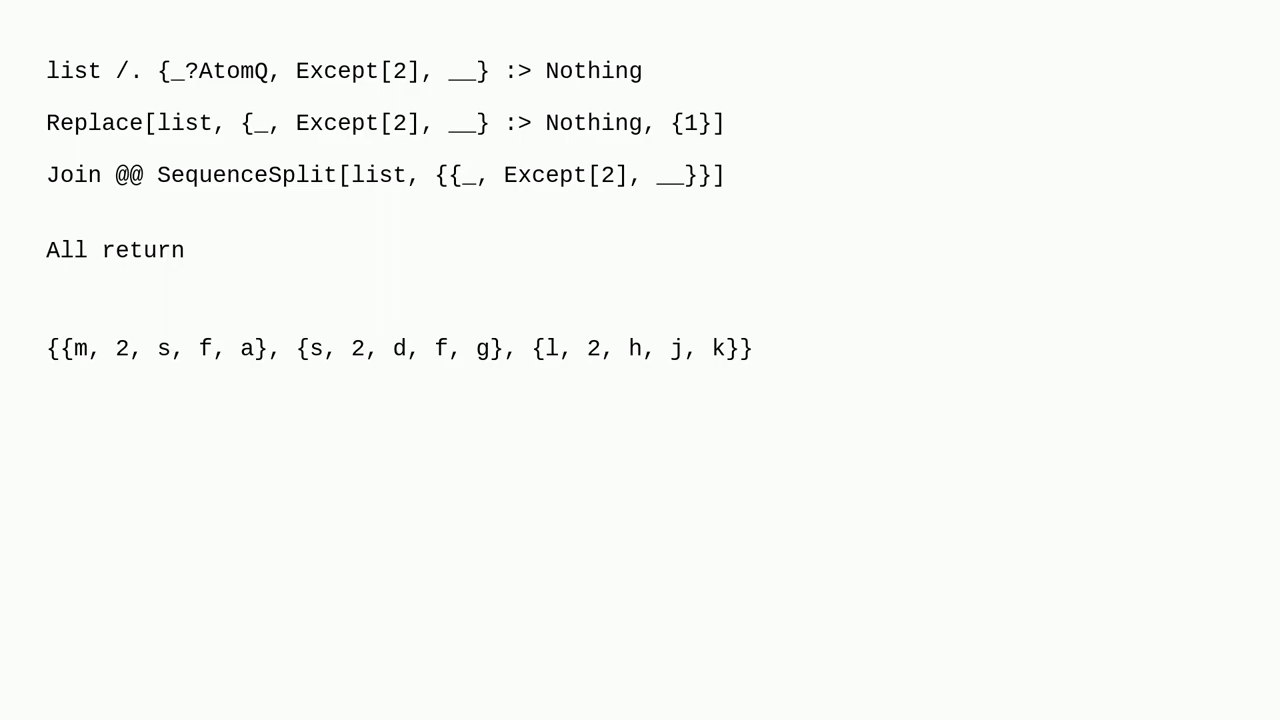 list /. {_?AtomQ, Except[2], __} :> Nothing
Replace[list, {_, Except[2], __} :> Nothing, {1}]
Join @@ SequenceSplit[list, {{_, Except[2], __}}]
All return
{{m, 2, s, f, a}, {s, 2, d, f, g}, {l, 2, h, j, k}}